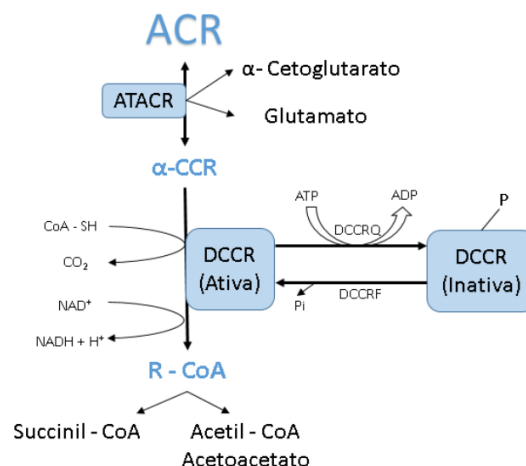 ACR
α- Cetoglutarato
ATACR
Glutamato
α-CCR
ATP
ADP
P
CoA - SH
DCCRQ
DCCR
(Ativa)
DCCR
(Inativa)
CO₂
NAD⁺
Pi
DCCRF
NADH + H⁺
R - CoA
Succinil - CoA
Acetil - CoA
Acetoacetato